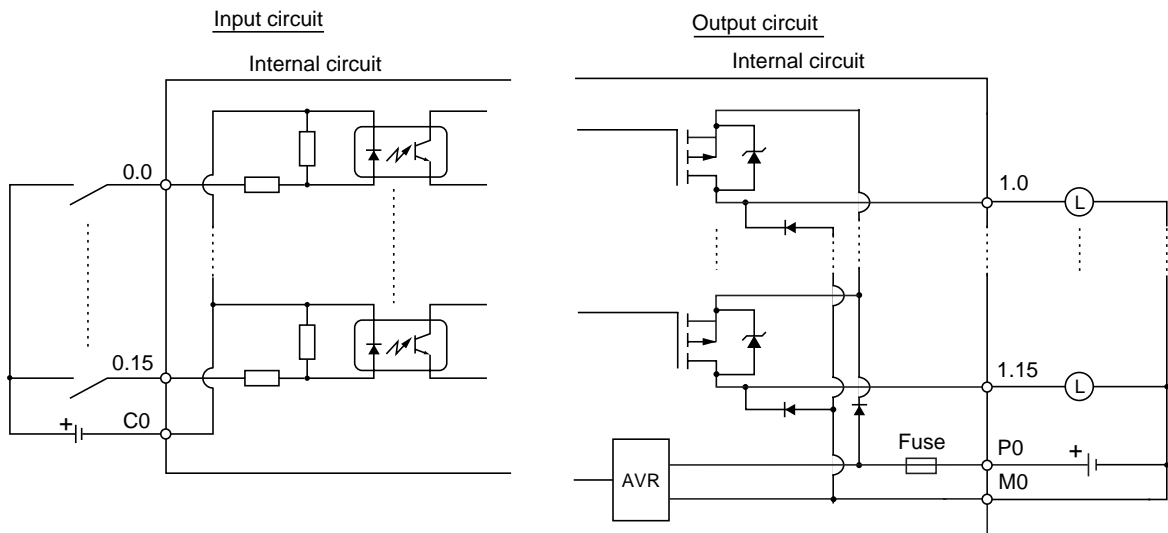 Input circuit
Internal circuit
0.0
0.15
+
C0
Output circuit
Internal circuit
1.0
L
1.15
L
Fuse
P0
+
AVR
M0